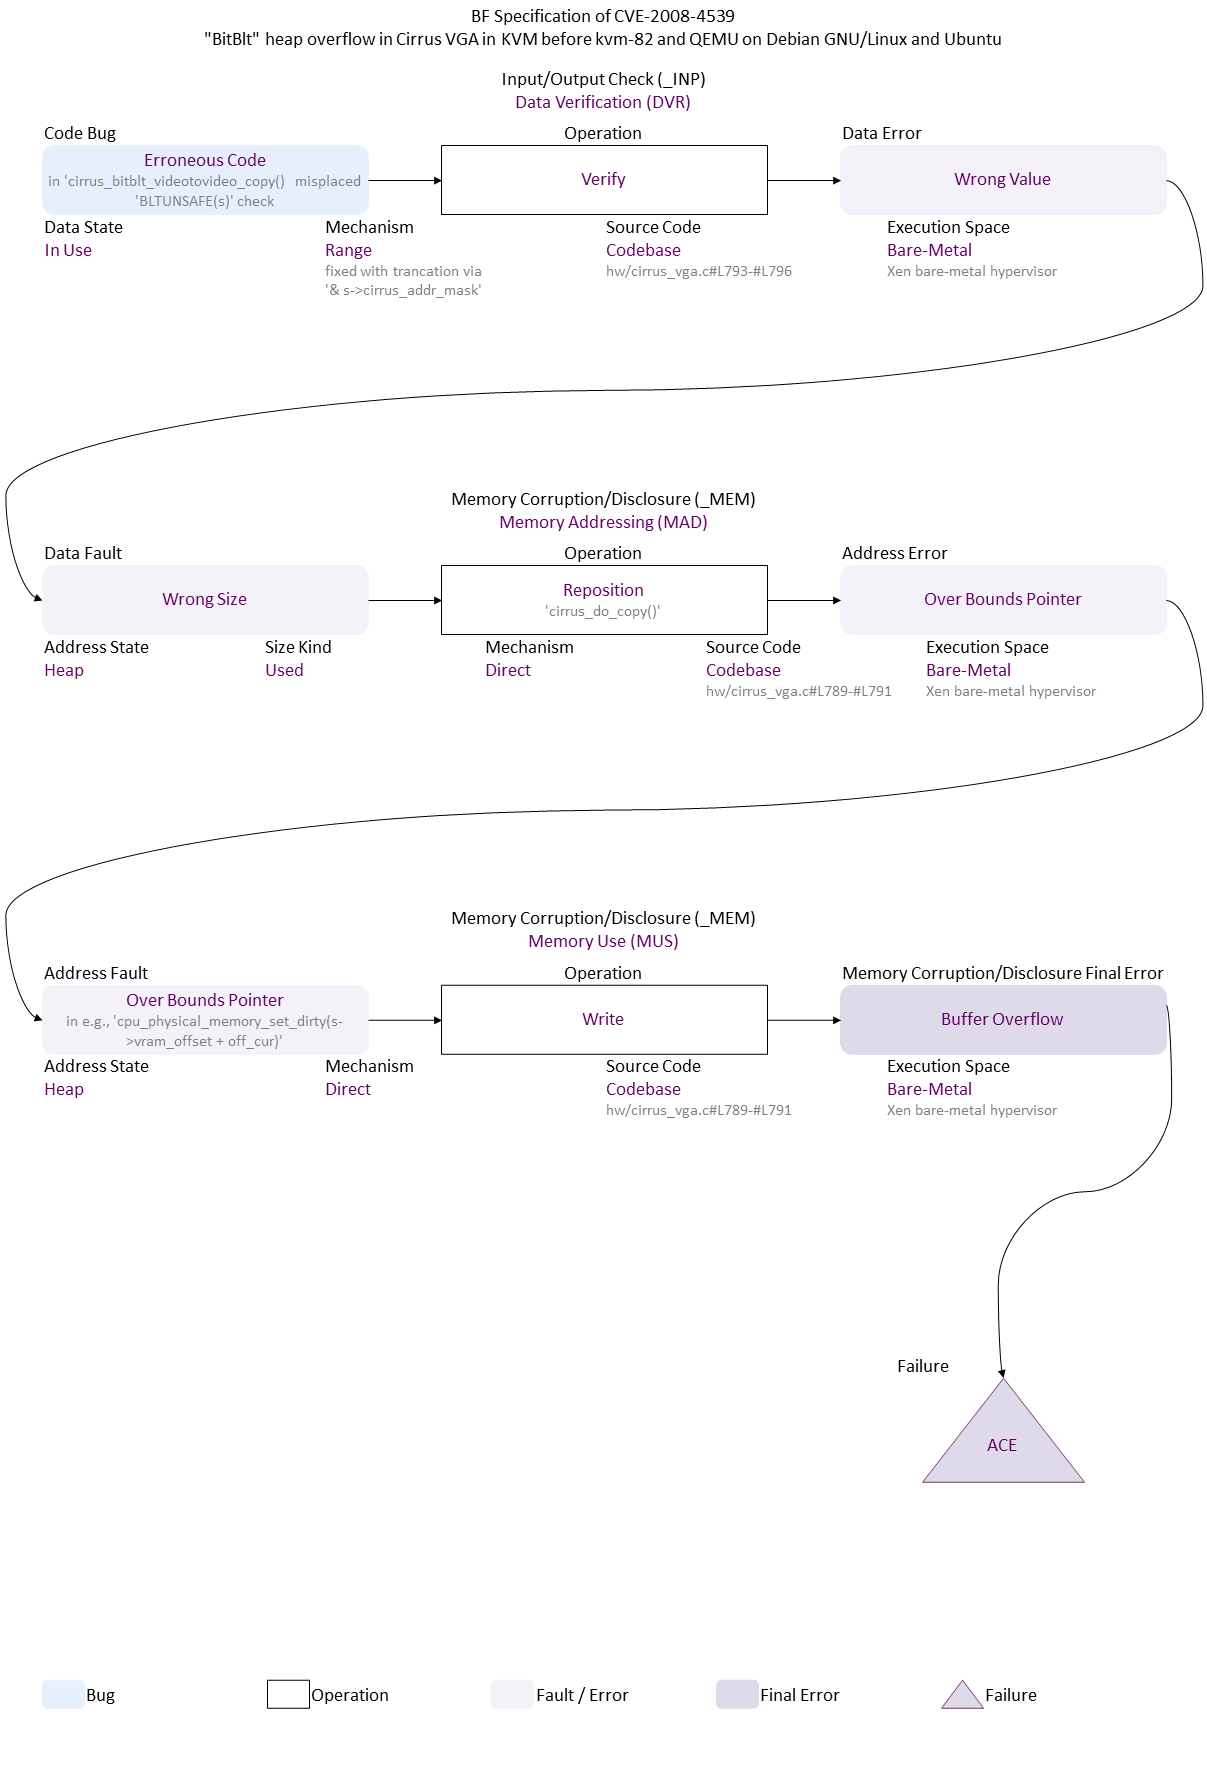 BF Specification of CVE-2008-4539
"BitBlt" heap overflow in Cirrus VGA in KVM before kvm-82 and QEMU on Debian GNU/Linux and Ubuntu
Input/Output Check (_INP)
Data Verification (DVR)
Code Bug
Operation
Data Error
Erroneous Code
in 'cirrus_bitblt_videotovideo_copy() misplaced
'BLTUNSAFE(s)' check
Verify
Wrong Value
Data State
Mechanism
Source Code
Execution Space
In Use
Range
Codebase
Bare-Metal
fixed with trancation via
'& s->cirrus_addr_mask'
hw/cirrus_vga.c#L793-#L796
Xen bare-metal hypervisor
Memory Corruption/Disclosure (_MEM)
Memory Addressing (MAD)
Data Fault
Operation
Address Error
Wrong Size
Reposition
'cirrus_do_copy()'
Over Bounds Pointer
Address State
Size Kind
Mechanism
Source Code
Execution Space
Heap
Used
Direct
Codebase
Bare-Metal
hw/cirrus_vga.c#L789-#L791
Xen bare-metal hypervisor
Memory Corruption/Disclosure (_MEM)
Memory Use (MUS)
Address Fault
Operation
Memory Corruption/Disclosure Final Error
Over Bounds Pointer
in e.g., 'cpu_physical_memory_set_dirty(s-
>vram_offset + off_cur)'
Write
Buffer Overflow
Address State
Mechanism
Source Code
Execution Space
Heap
Direct
Codebase
Bare-Metal
hw/cirrus_vga.c#L789-#L791
Xen bare-metal hypervisor
Failure
ACE
Bug
Operation
Fault / Error
Final Error
Failure